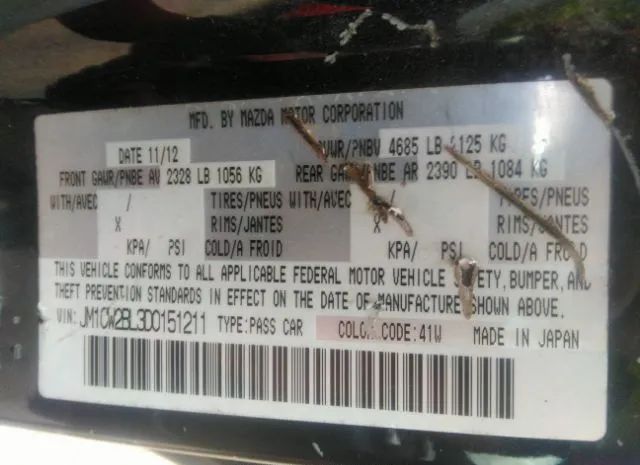 MFD. BY MAZDA MOTOR CORPORATION
DATE 11/12 GVWR/PNBV 4685 LB 2125 KG
FRONT GAWR/PNBE AV 2328 LB 1056 KG REAR GAWR/PNBE AR 2390 LB 1084 KG
WITH/AVEC / TIRES/PNEUS WITH/AVEC TIRES/PNEUS
X RIMS/JANTES X RIMS/JANTES
KPA/ PSI COLD/A FROID KPA/ PSI COLD/A FROID
THIS VEHICLE CONFORMS TO ALL APPLICABLE FEDERAL MOTOR VEHICLE SAFETY, BUMPER, AND
THEFT PREVENTION STANDARDS IN EFFECT ON THE DATE OF MANUFACTURE SHOWN ABOVE.
VIN: JM1CW2BL3D0151211 TYPE:PASS CAR COLOR CODE:41W MADE IN JAPAN